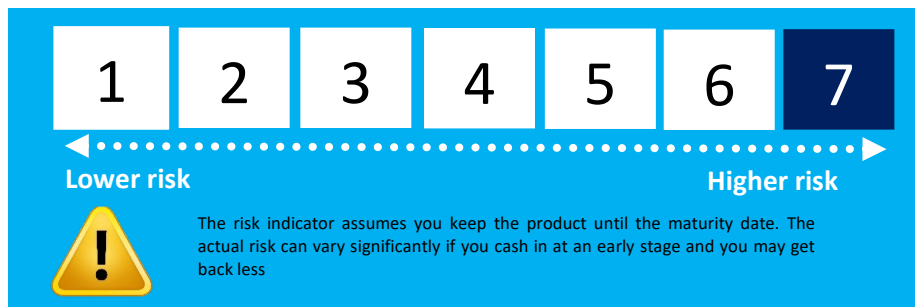 1 2 3 4 5 6 7
Lower risk Higher risk
The risk indicator assumes you keep the product until the maturity date. The
actual risk can vary significantly if you cash in at an early stage and you may get
back less